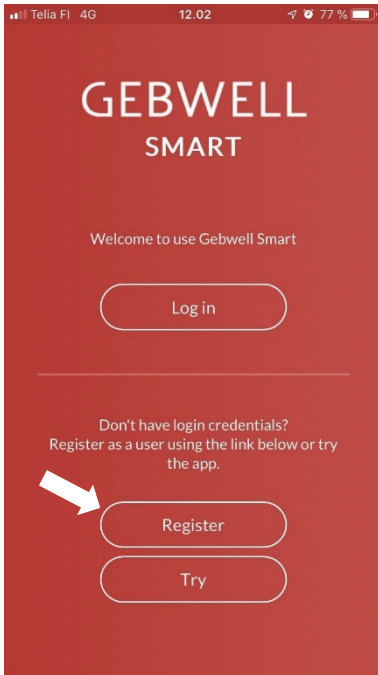 Telia FI 4G 12.02 77 %
GEBWELL
SMART
Welcome to use Gebwell Smart
Log in
Don't have login credentials?
Register as a user using the link below or try
the app.
Register
Try